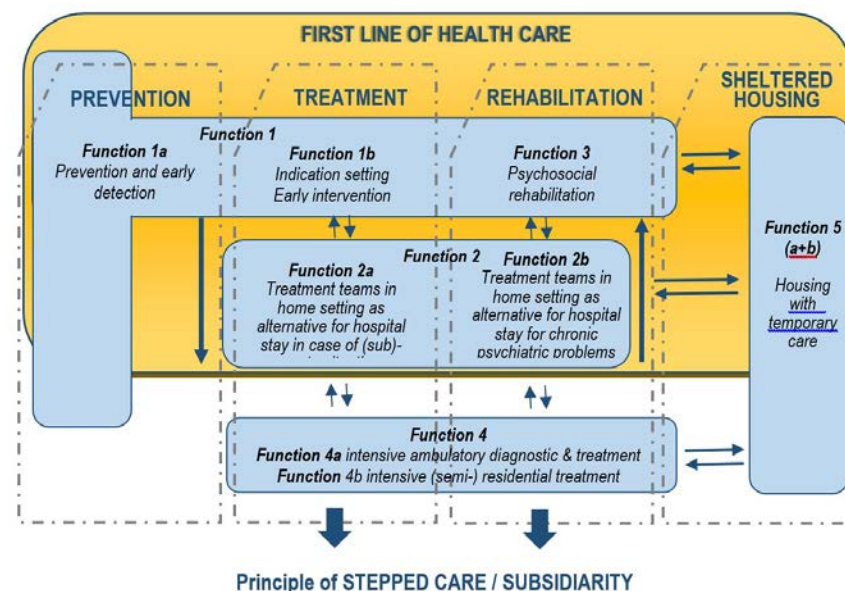 FIRST LINE OF HEALTH CARE
PREVENTION
TREATMENT
REHABILITATION
SHELTERED
HOUSING
Function 1
Function 1a
Prevention and early
detection
Function 1b
Indication setting
Early intervention
Function 3
Psychosocial
rehabilitation
Function 2
Function 2a
Treatment teams in
home setting as
alternative for hospital
stay in case of (sub)-
Function 2b
Treatment teams in
home setting as
alternative for hospital
stay for chronic
psychiatric problems
Function 5
(a+b)
Housing
with
temporary
care
Function 4
Function 4a intensive ambulatory diagnostic & treatment
Function 4b intensive (semi-) residential treatment
Principle of STEPPED CARE / SUBSIDIARITY